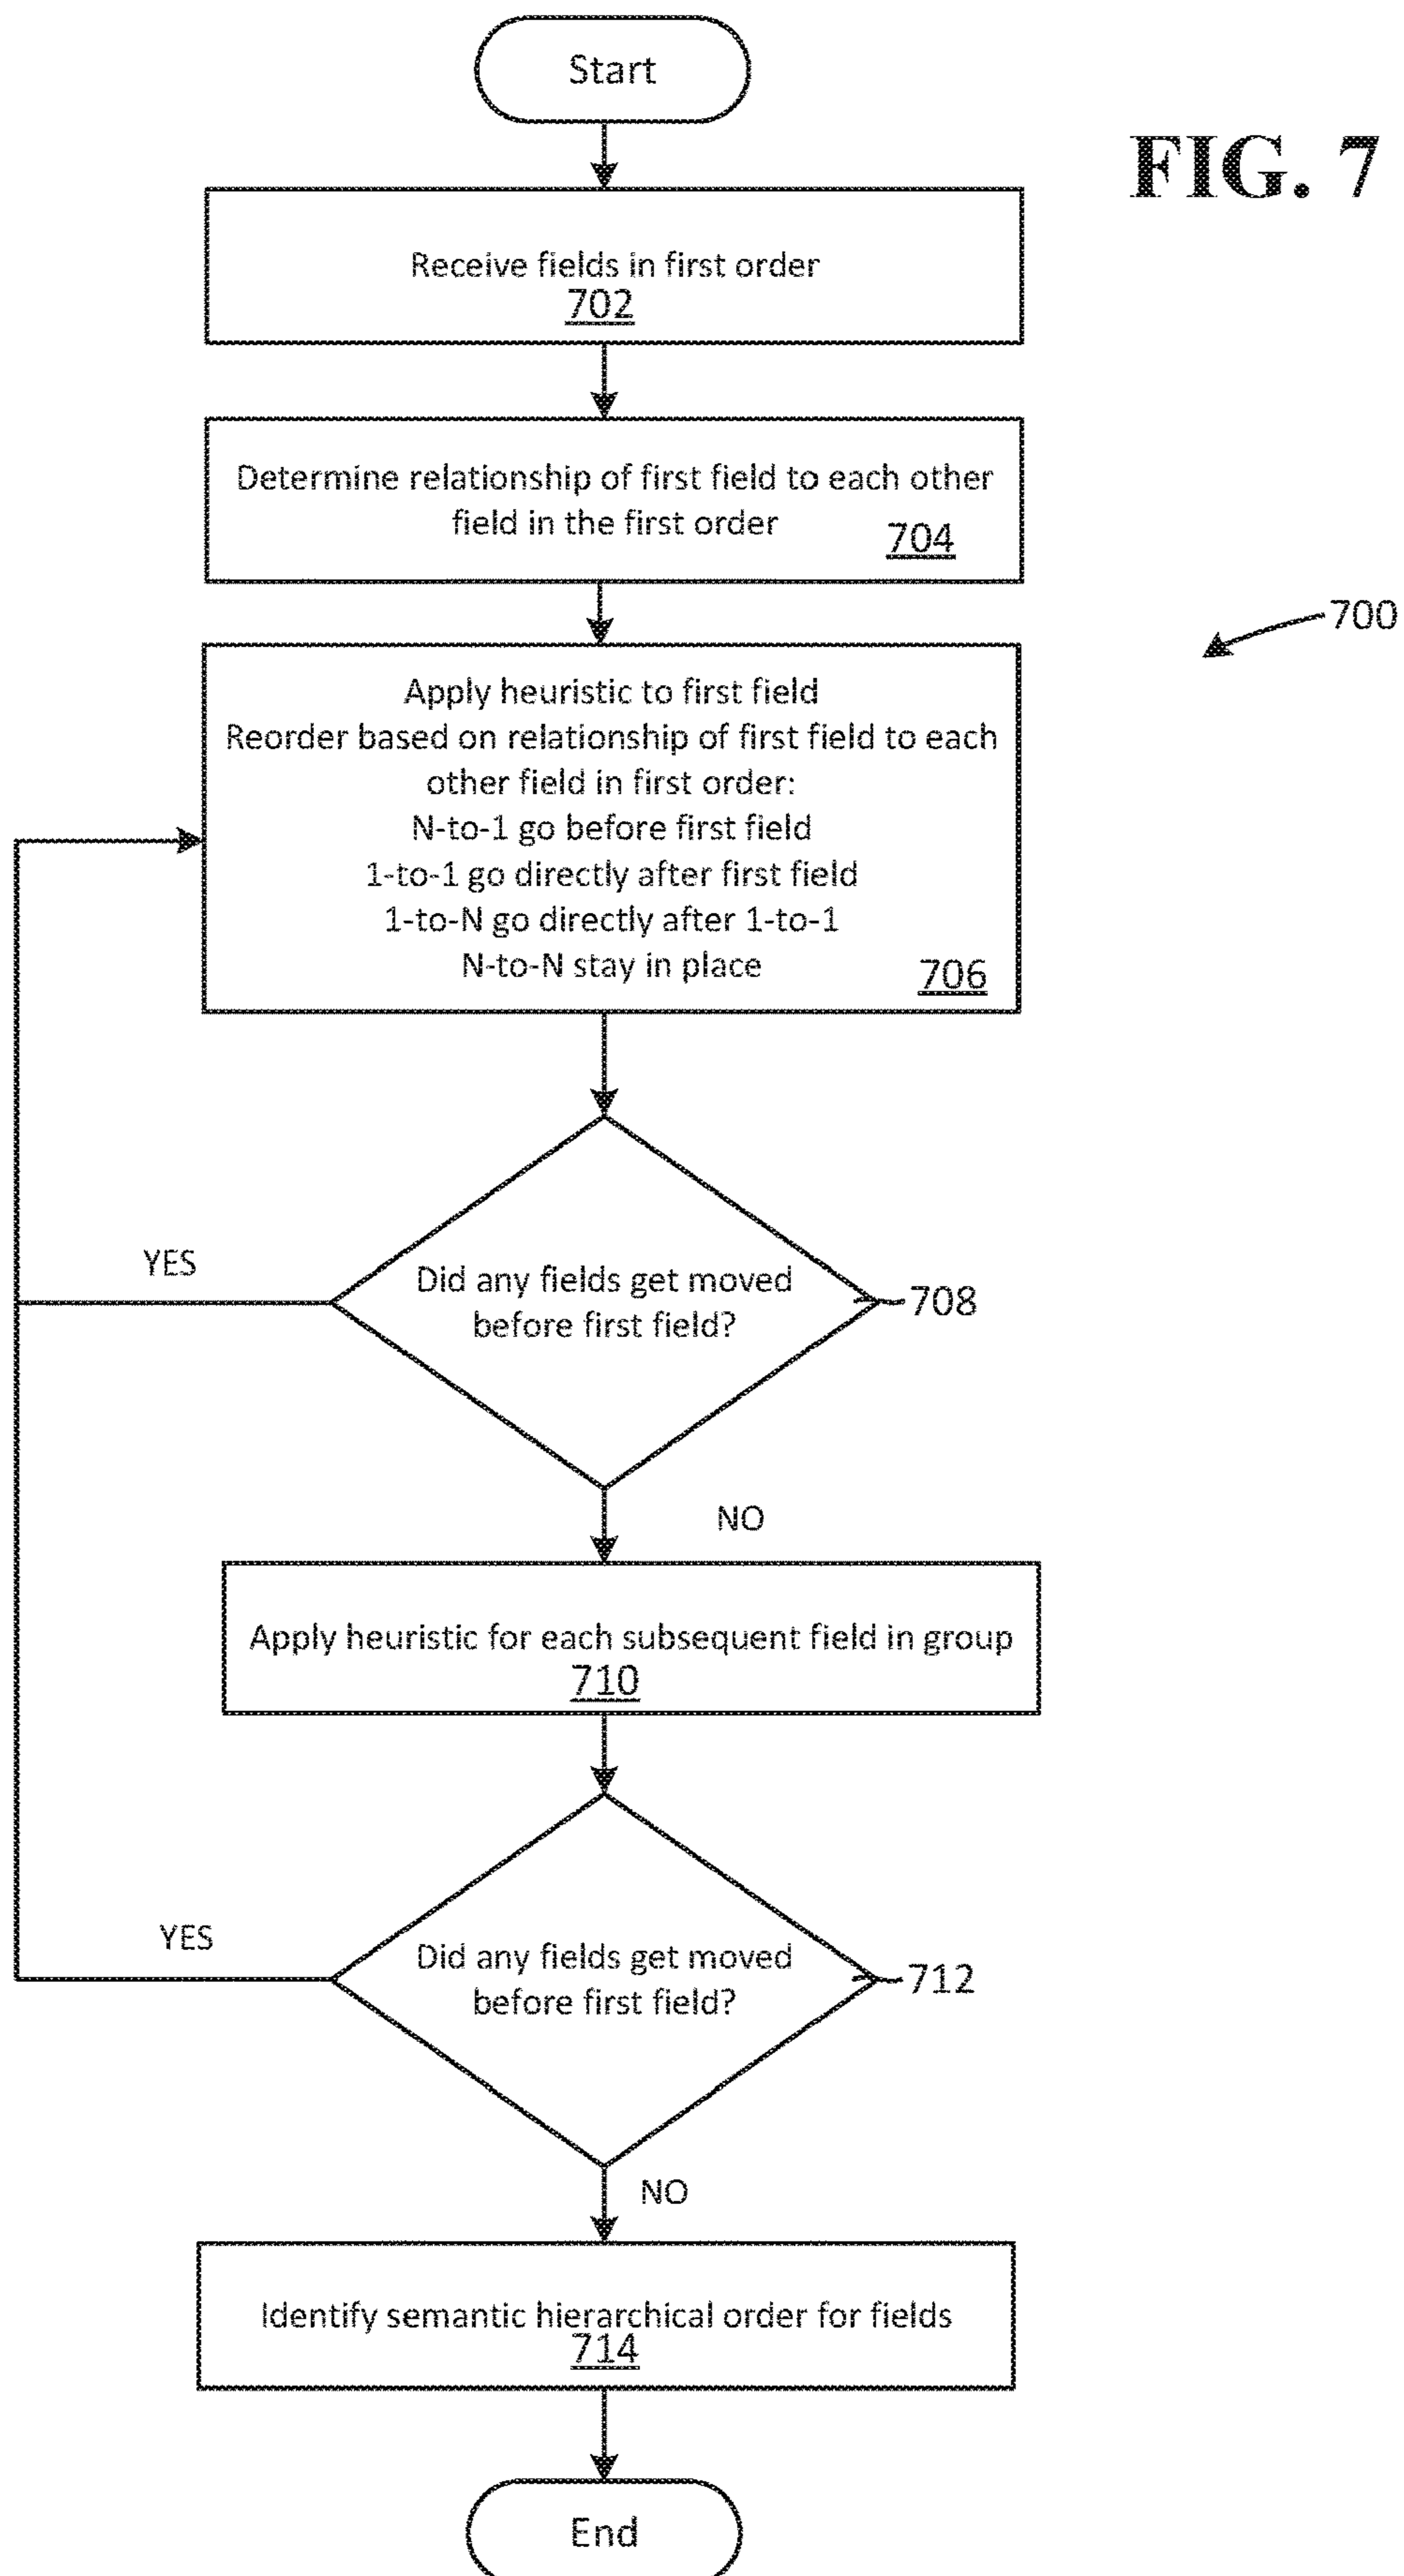 Start
FIG. 7
Receive fields in first order
702
Determine relationship of first field to each other
field in the first order
704
700
Apply heuristic to first field
Reorder based on relationship of first field to each
other field in first order:
N-to-1 go before first field
1-to-1 go directly after first field
1-to-N go directly after 1-to-1
N-to-N stay in place
706
YES
Did any fields get moved
before first field?
708
NO
Apply heuristic for each subsequent field in group
710
YES
Did any fields get moved
before first field?
712
NO
Identify semantic hierarchical order for fields
714
End